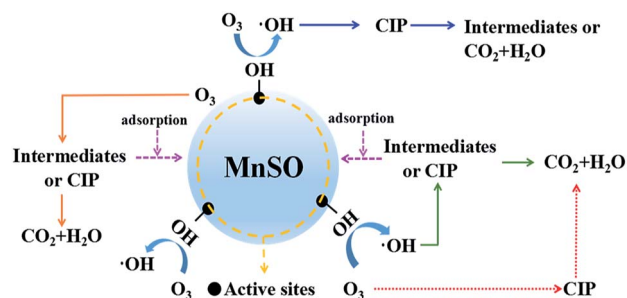 O3
·OH
CIP
Intermediates or
CO2+H2O
OH
O3
adsorption
Intermediates
or CIP
CO2+H2O
MnSO
adsorption
Intermediates
or CIP
CO2+H2O
OH
·OH
O3
Active sites
OH
·OH
O3
CIP